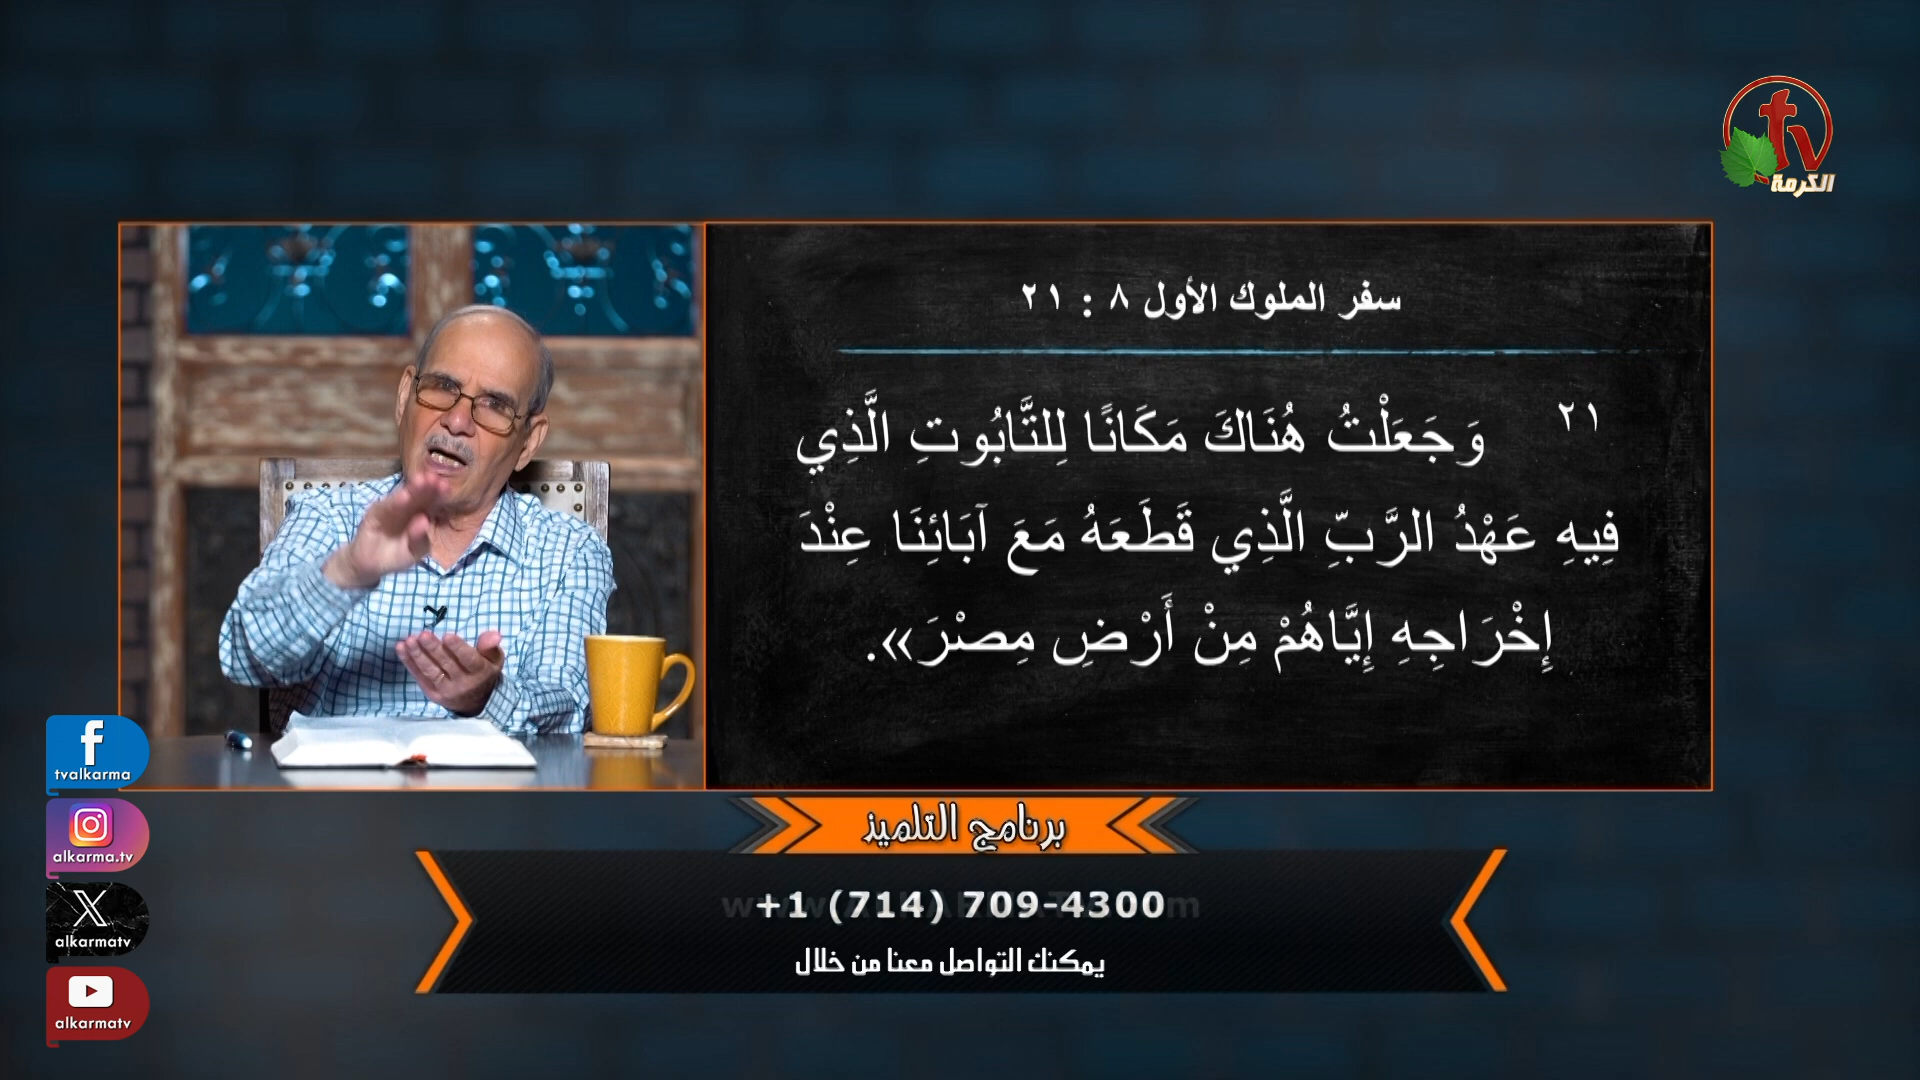 tv
الكرمة
سفر الملوك الأول ٨ : ٢١
٢١ وَجَعَلْتُ هُنَاكَ مَكَانًا لِلتَّابُوتِ الَّذِي
فِيهِ عَهْدُ الرَّبِّ الَّذِي قَطَعَهُ مَعَ آبَائِنَا عِنْدَ
إِخْرَاجِهِ إِيَّاهُمْ مِنْ أَرْضِ مِصْرَ».
tvalkarma
alkarma.tv
alkarmatv
alkarmatv
برنامج التلميذ
+1 (714) 709-4300
يمكنك التواصل معنا من خلال